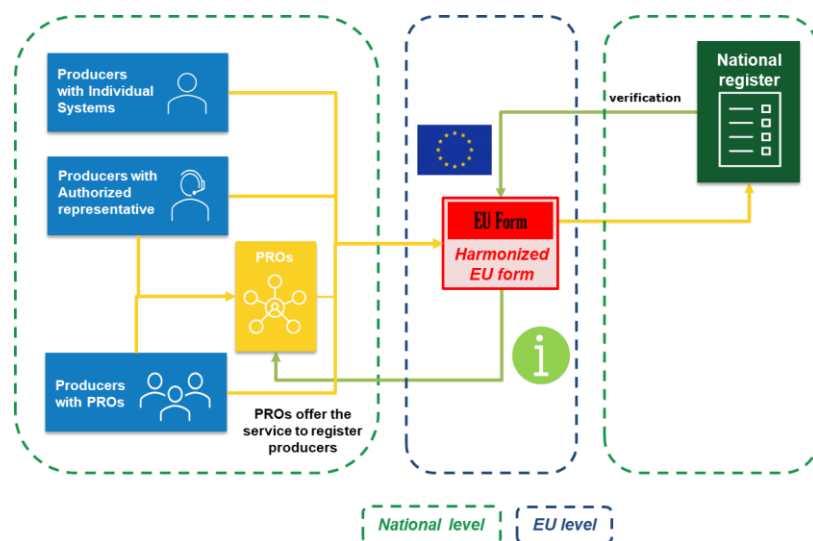 Producers
with Individual
Systems
Producers with
Authorized
representative
PROs
Producers
with PROs
PROs offer the
service to register
producers
EU Form
Harmonized
EU form
i
verification
National
register
National level
EU level